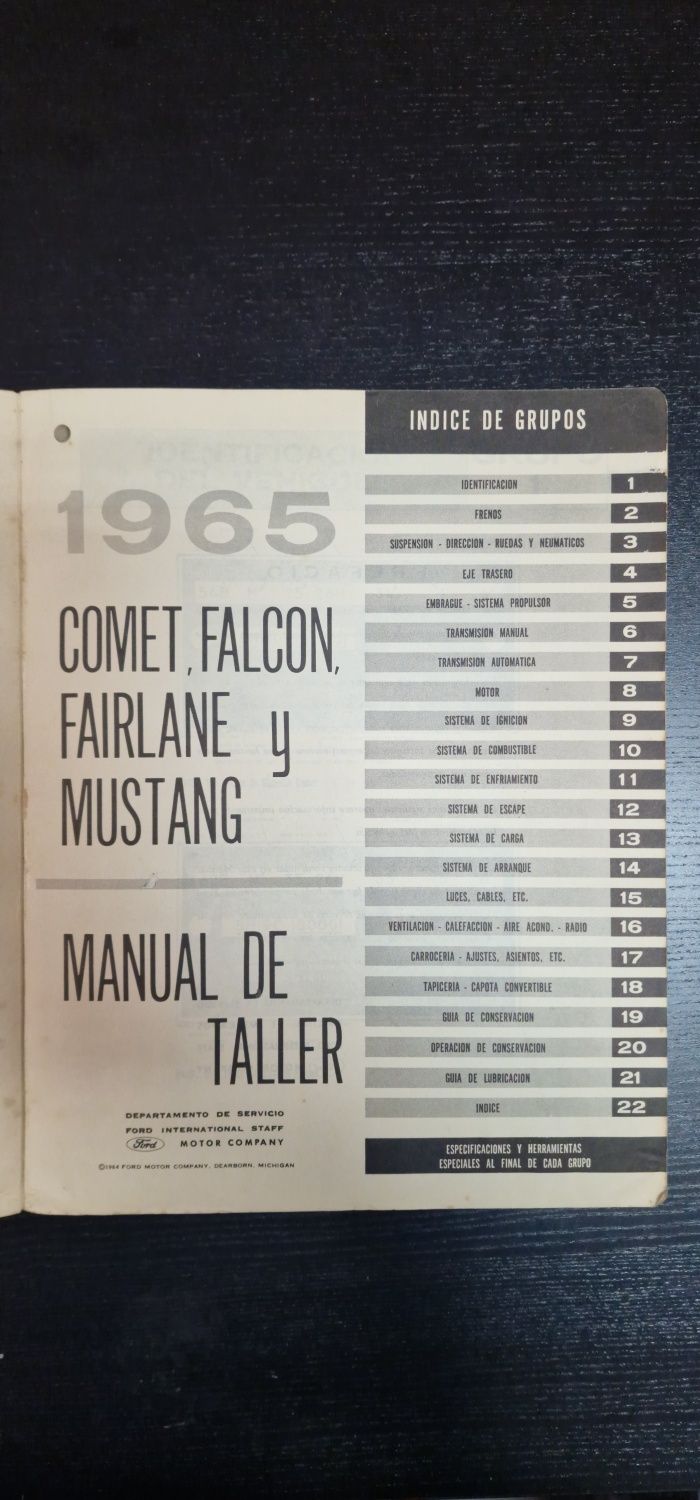 1965
COMET, FALCON,
FAIRLANE y
MUSTANG
MANUAL DE
TALLER
DEPARTAMENTO DE SERVICIO
FORD INTERNATIONAL STAFF
Ford MOTOR COMPANY
©1964 FORD MOTOR COMPANY, DEARBORN, MICHIGAN
INDICE DE GRUPOS
IDENTIFICACION 1
FRENOS 2
SUSPENSION - DIRECCION - RUEDAS Y NEUMATICOS 3
EJE TRASERO 4
EMBRAGUE - SISTEMA PROPULSOR 5
TRANSMISION MANUAL 6
TRANSMISION AUTOMATICA 7
MOTOR 8
SISTEMA DE IGNICION 9
SISTEMA DE COMBUSTIBLE 10
SISTEMA DE ENFRIAMIENTO 11
SISTEMA DE ESCAPE 12
SISTEMA DE CARGA 13
SISTEMA DE ARRANQUE 14
LUCES, CABLES, ETC. 15
VENTILACION - CALEFACCION - AIRE ACOND. - RADIO 16
CARROCERIA - AJUSTES, ASIENTOS, ETC. 17
TAPICERIA - CAPOTA CONVERTIBLE 18
GUIA DE CONSERVACION 19
OPERACION DE CONSERVACION 20
GUIA DE LUBRICACION 21
INDICE 22
ESPECIFICACIONES Y HERRAMIENTAS
ESPECIALES AL FINAL DE CADA GRUPO